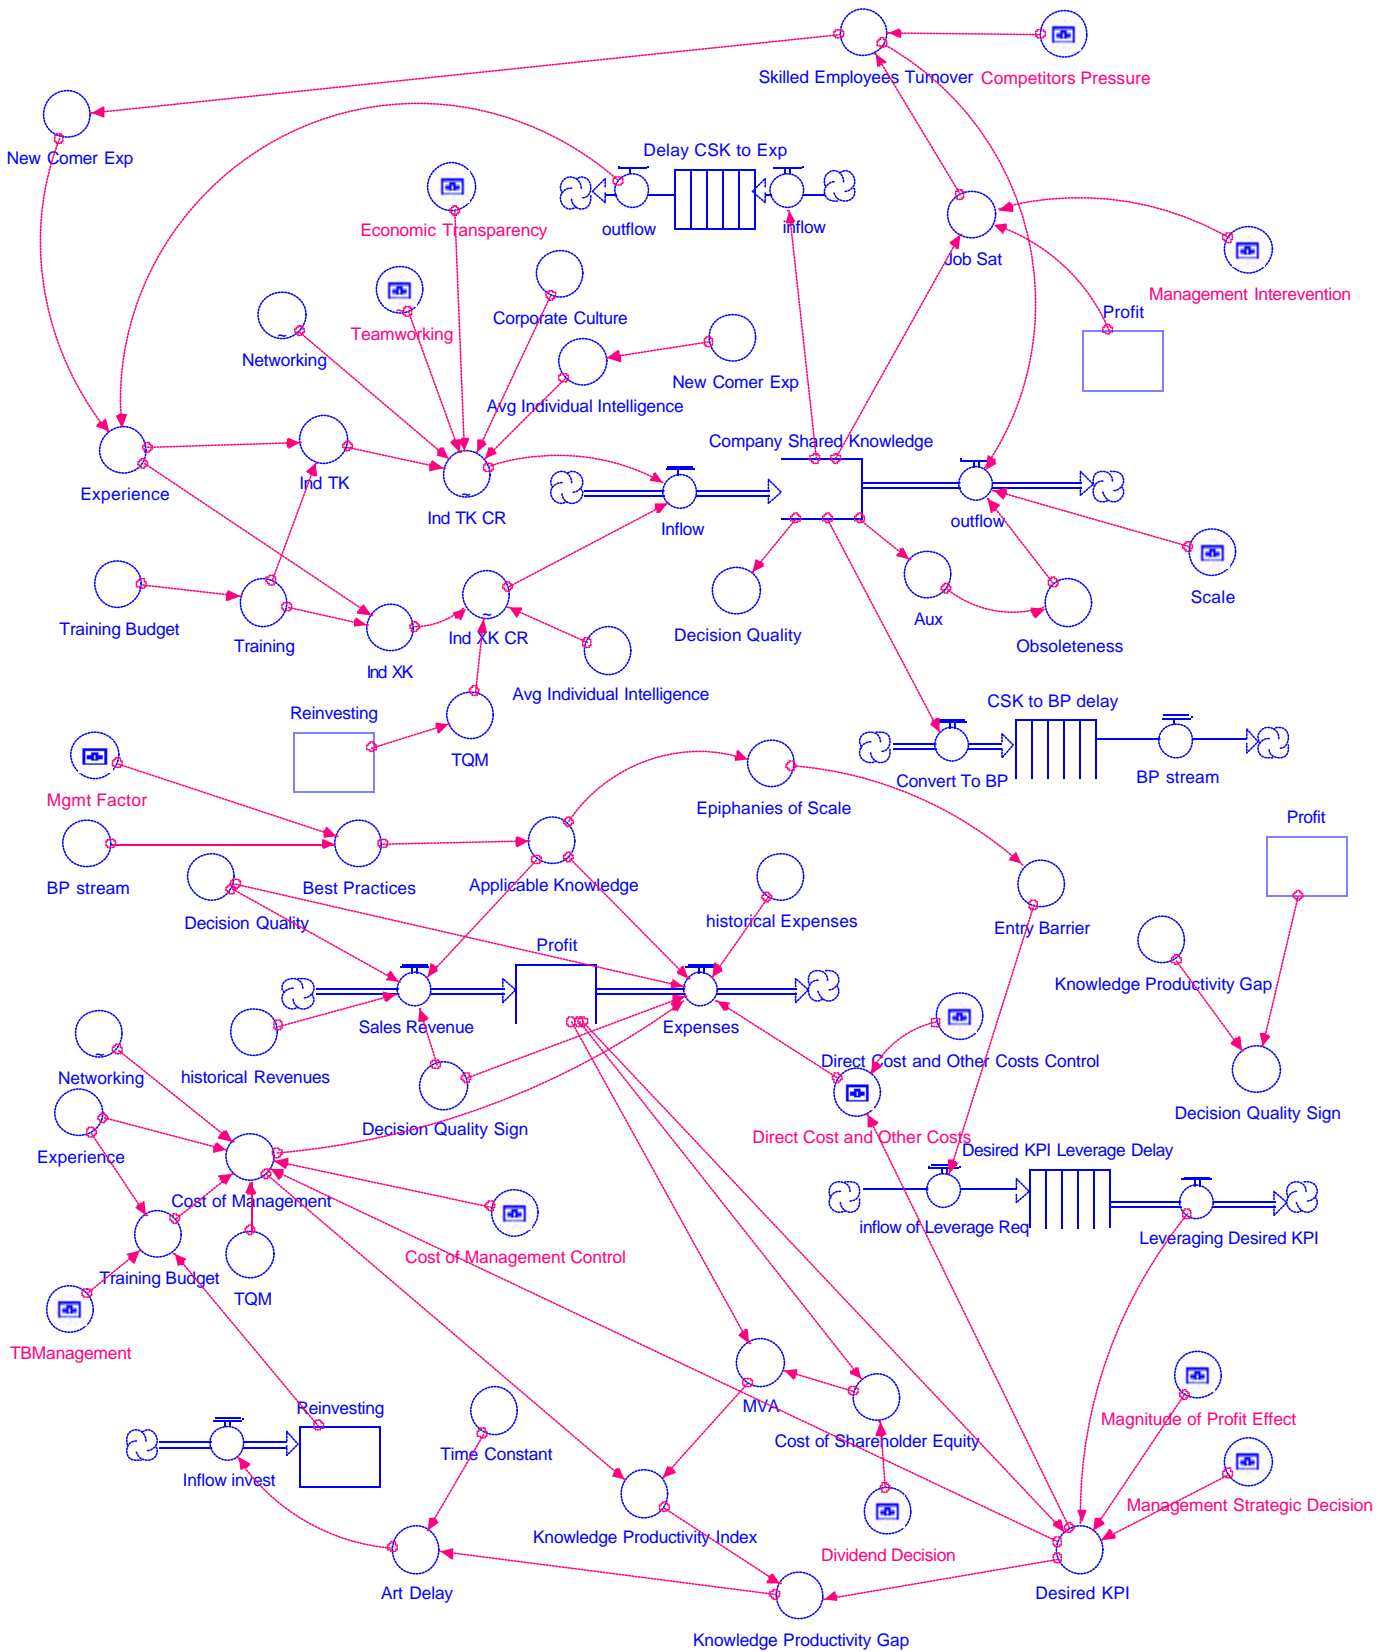 Skilled Employees Turnover
Competitors Pressure
New Comer Exp
Delay CSK to Exp
Economic Transparency
outflow
inflow
Job Sat
Management Interevention
Corporate Culture
Profit
Teamworking
Networking
New Comer Exp
Avg Individual Intelligence
Company Shared Knowledge
Experience
Ind TK
Ind TK CR
Inflow
outflow
Scale
Training Budget
Training
Ind XK
Ind XK CR
Decision Quality
Aux
Obsoleteness
Avg Individual Intelligence
Reinvesting
TQM
CSK to BP delay
Convert To BP
BP stream
Mgmt Factor
Epiphanies of Scale
Profit
BP stream
Best Practices
Applicable Knowledge
Decision Quality
historical Expenses
Entry Barrier
Profit
Knowledge Productivity Gap
Sales Revenue
Expenses
historical Revenues
Direct Cost and Other Costs Control
Networking
Decision Quality Sign
Decision Quality Sign
Direct Cost and Other Costs
Experience
Desired KPI Leverage Delay
Cost of Management
inflow of Leverage Req
Leveraging Desired KPI
Cost of Management Control
Training Budget
TQM
TBManagement
Reinvesting
MVA
Magnitude of Profit Effect
Cost of Shareholder Equity
Time Constant
Inflow invest
Management Strategic Decision
Knowledge Productivity Index
Dividend Decision
Art Delay
Desired KPI
Knowledge Productivity Gap